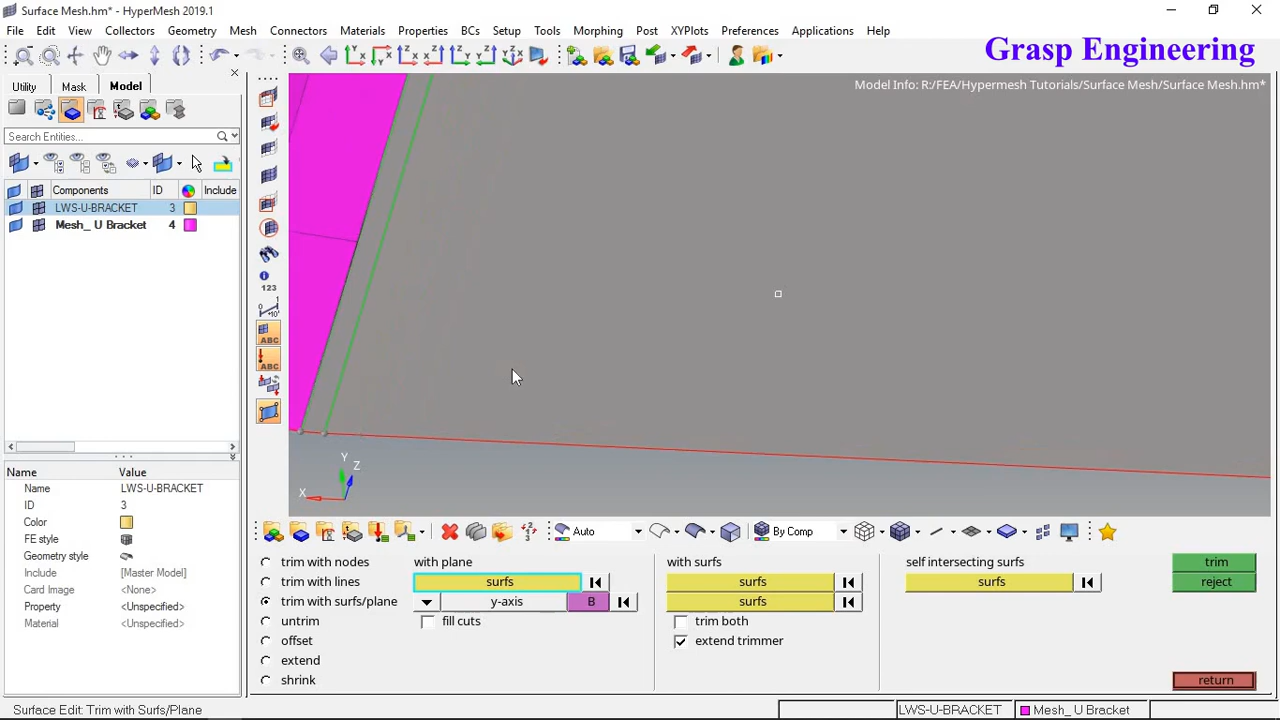 Surface Mesh.hm* - HyperMesh 2019.1
File Edit View Collectors Geometry Mesh Connectors Materials Properties BCs Setup Tools Morphing Post XYPlots Preferences Applications Help
Grasp Engineering
Utility Mask Model
Model Info: R:/FEA/Hypermesh Tutorials/Surface Mesh/Surface Mesh.hm*
Search Entities...
Components ID Include
LWS-U-BRACKET 3
Mesh_ U Bracket 4
123
ABC
ABC
Name Value
Name LWS-U-BRACKET
ID 3
Color
FE style
Geometry style
Include [Master Model]
Card Image <None>
Property <Unspecified>
Material <Unspecified>
Y
Z
X
Auto By Comp
trim with nodes with plane with surfs self intersecting surfs trim
trim with lines surfs surfs surfs reject
trim with surfs/plane y-axis B surfs
untrim fill cuts trim both
offset extend trimmer
extend
shrink return
Surface Edit: Trim with Surfs/Plane LWS-U-BRACKET Mesh_ U Bracket